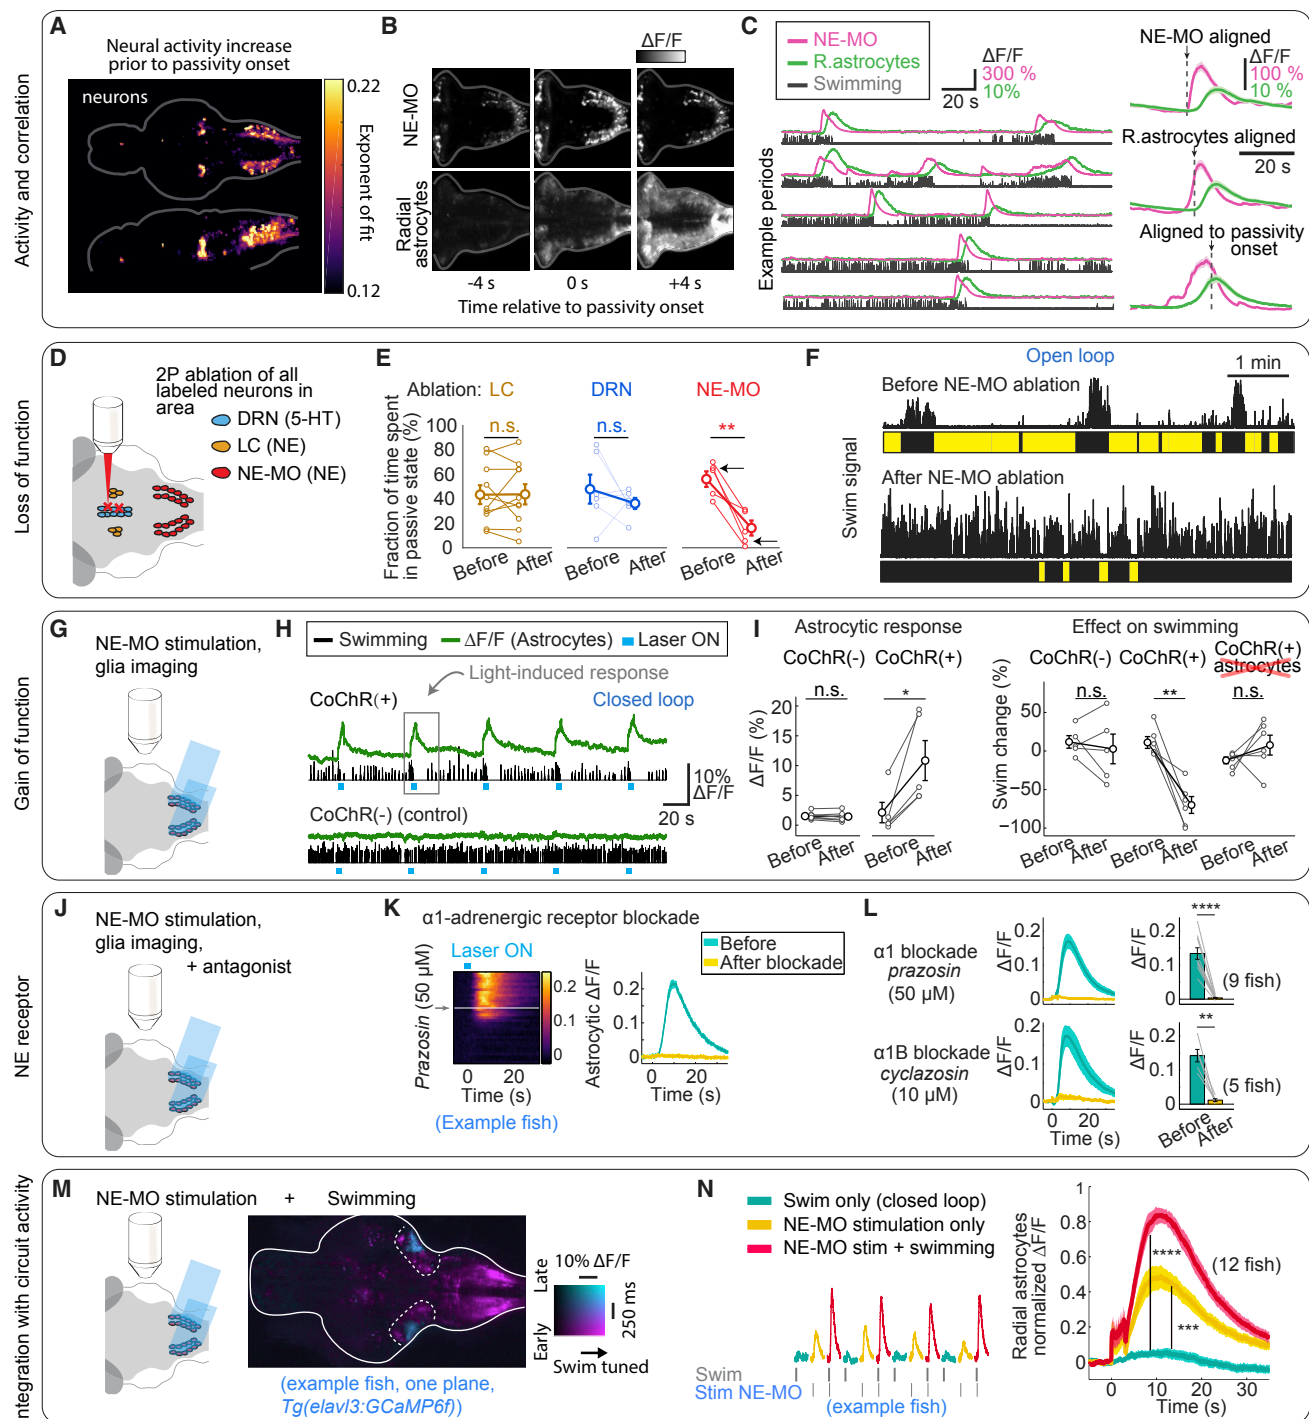 Activity and correlation
A
Neural activity increase
prior to passivity onset
neurons
0.22
Exponent of fit
0.12
B
ΔF/F
NE-MO
Radial
astrocytes
-4 s
0 s
+4 s
Time relative to passivity onset
C
NE-MO
R.astrocytes
Swimming
ΔF/F
300 %
10%
20 s
Example periods
NE-MO aligned
ΔF/F
100 %
10 %
R.astrocytes aligned
20 s
Aligned to passivity
onset
Loss of function
D
2P ablation of all
labeled neurons in
area
DRN (5-HT)
LC (NE)
NE-MO (NE)
E
Ablation: LC
DRN
NE-MO
Fraction of time spent
in passive state (%)
100
80
60
40
20
0
n.s.
n.s.
**
Before
After
Before
After
Before
After
F
Open loop
1 min
Before NE-MO ablation
After NE-MO ablation
Swim signal
Gain of function
G
NE-MO stimulation,
glia imaging
H
Swimming
ΔF/F (Astrocytes)
Laser ON
Light-induced response
CoChR(+)
Closed loop
10%
ΔF/F
20 s
CoChR(-) (control)
I
Astrocytic response
CoChR(-)
CoChR(+)
n.s.
*
ΔF/F (%)
20
15
10
5
0
Before
After
Before
After
Effect on swimming
CoChR(-)
CoChR(+)
CoChR(+)
astrocytes
n.s.
**
n.s.
Swim change (%)
50
0
−50
−100
Before
After
Before
After
Before
After
NE receptor
J
NE-MO stimulation,
glia imaging,
+ antagonist
K
α1-adrenergic receptor blockade
Laser ON
Before
After blockade
Prazosin (50 µM)
0.2
0.1
0
0
20
Time (s)
(Example fish)
Astrocytic ΔF/F
0.2
0.1
0
0
20
Time (s)
L
α1 blockade
prazosin
(50 µM)
ΔF/F
0.2
0.1
0
ΔF/F
0.2
0.1
0
****
(9 fish)
α1B blockade
cyclazosin
(10 µM)
ΔF/F
0.2
0.1
0
0
20
Time (s)
ΔF/F
0.2
0.1
0
**
(5 fish)
Before
After
Integration with circuit activity
M
NE-MO stimulation + Swimming
10% ΔF/F
Late
Early
250 ms
Swim tuned
(example fish, one plane,
Tg(elavl3:GCaMP6f))
N
Swim only (closed loop)
NE-MO stimulation only
NE-MO stim + swimming
Swim
Stim NE-MO
(example fish)
Radial astrocytes
normalized ΔF/F
1
0.8
0.6
0.4
0.2
0
****
***
(12 fish)
0
10
20
30
Time (s)